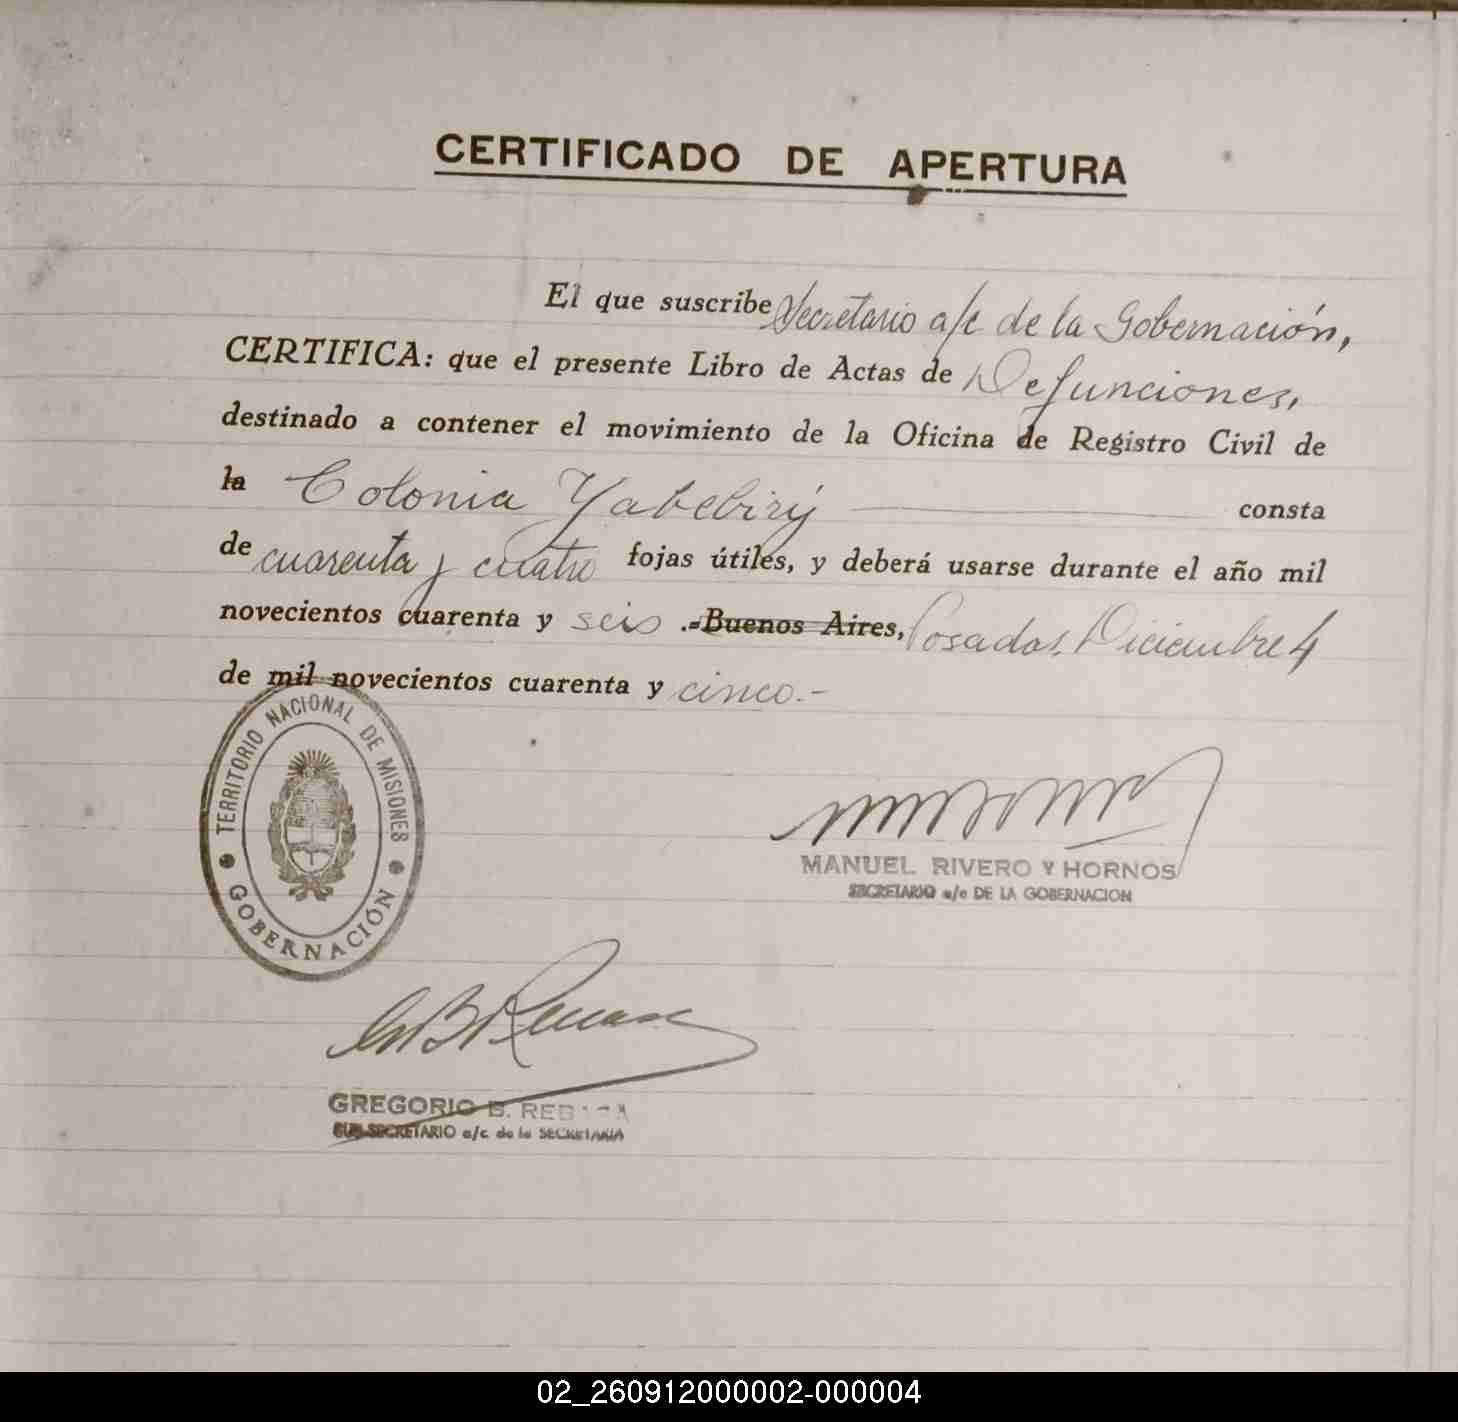 CERTIFICADO DE APERTURA
El que suscribe Secretario a/c de la Gobernación,
CERTIFICA: que el presente Libro de Actas de Defunciones,
destinado a contener el movimiento de la Oficina de Registro Civil de
la Colonia Yabebirÿ consta
de cuarenta y cuatro fojas útiles, y deberá usarse durante el año mil
novecientos cuarenta y seis .=Buenos Aires, Posadas, Diciembre 4
de mil novecientos cuarenta y cinco.-
TERRITORIO NACIONAL DE MISIONES
GOBERNACIÓN
MANUEL RIVERO Y HORNOS
SECRETARIO a/c DE LA GOBERNACION
GREGORIO B.
SUB-SECRETARIO a/c. de la SECRETARIA
02_260912000002-000004